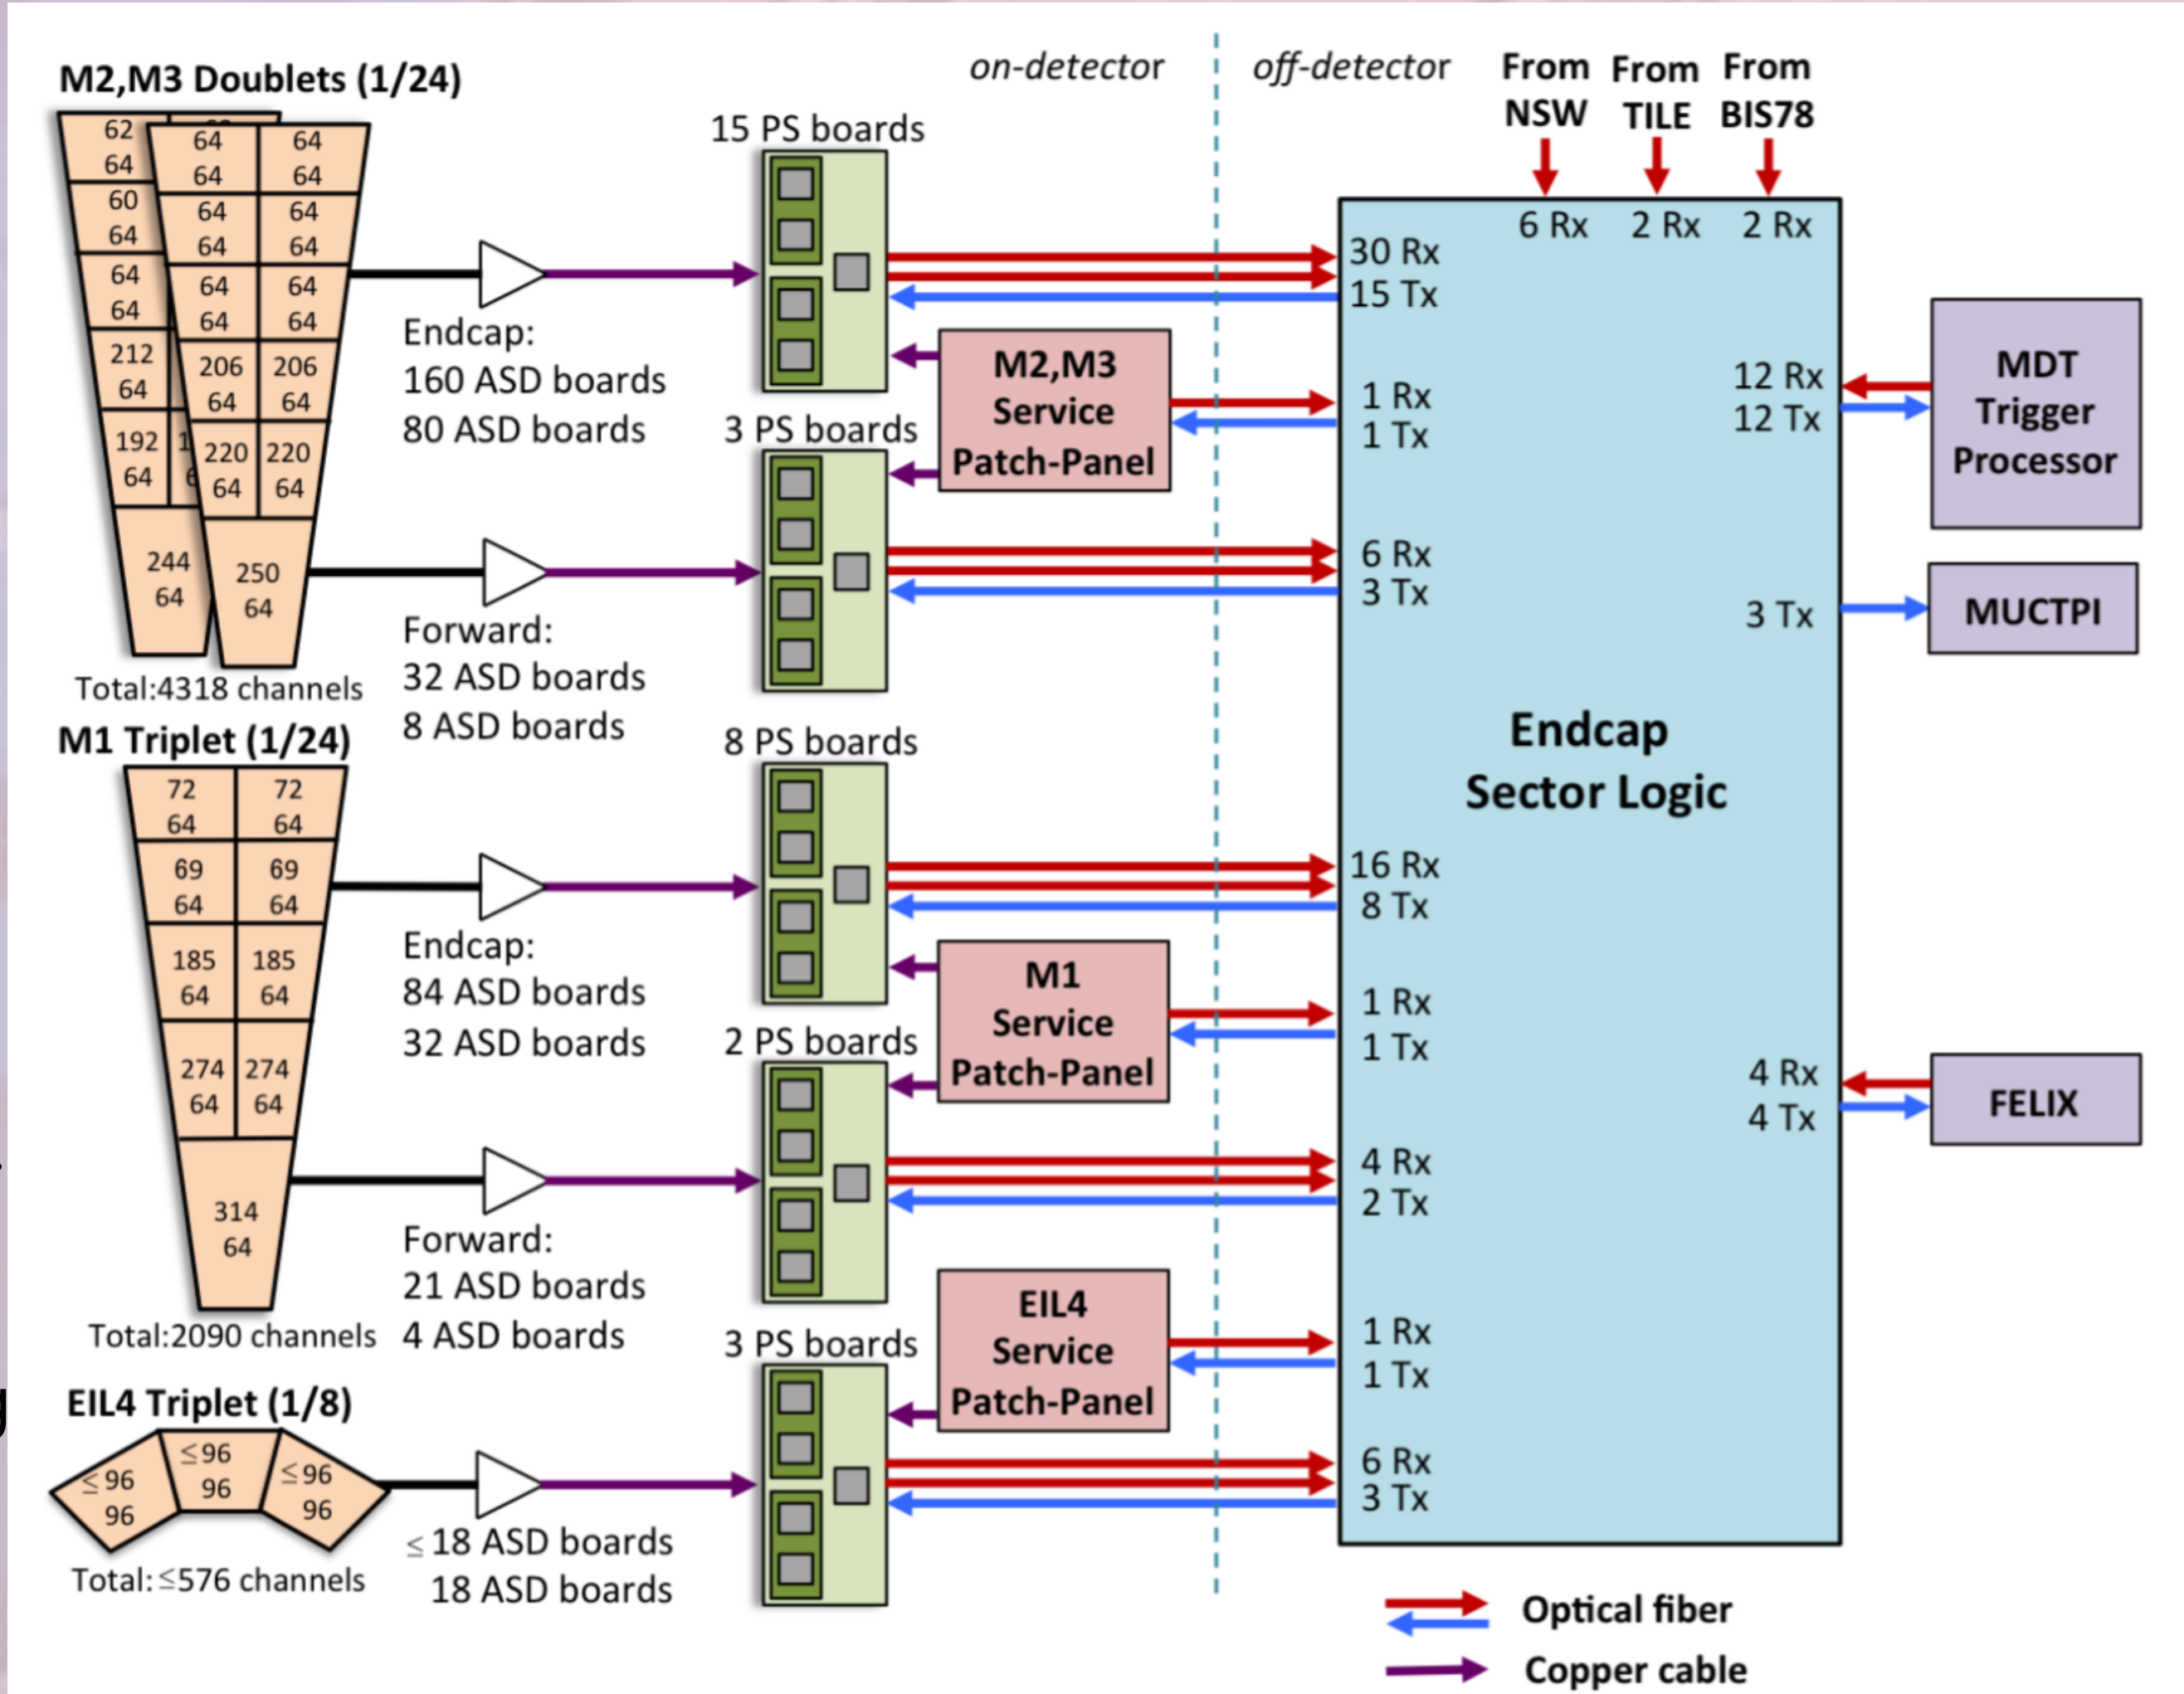 M2,M3 Doublets (1/24)
62
64
60
64
64
64
212
64
192
64
244
64
64 64
64 64
64 64
64 64
64 64
64 64
206 206
64 64
220 220
64 64
250
64
Total:4318 channels
Endcap:
160 ASD boards
80 ASD boards
Forward:
32 ASD boards
8 ASD boards
M1 Triplet (1/24)
72 72
64 64
69 69
64 64
185 185
64 64
274 274
64 64
314
64
Total:2090 channels
Endcap:
84 ASD boards
32 ASD boards
Forward:
21 ASD boards
4 ASD boards
EIL4 Triplet (1/8)
≤96 ≤96 ≤96
96 96 96
Total:≤576 channels
≤ 18 ASD boards
18 ASD boards
15 PS boards
3 PS boards
8 PS boards
2 PS boards
3 PS boards
on-detector
off-detector
M2,M3
Service
Patch-Panel
M1
Service
Patch-Panel
EIL4
Service
Patch-Panel
From
NSW
From
TILE
From
BIS78
6 Rx 2 Rx 2 Rx
30 Rx
15 Tx
1 Rx
1 Tx
6 Rx
3 Tx
16 Rx
8 Tx
1 Rx
1 Tx
4 Rx
2 Tx
1 Rx
1 Tx
6 Rx
3 Tx
Endcap
Sector Logic
12 Rx
12 Tx
3 Tx
4 Rx
4 Tx
MDT
Trigger
Processor
MUCTPI
FELIX
Optical fiber
Copper cable